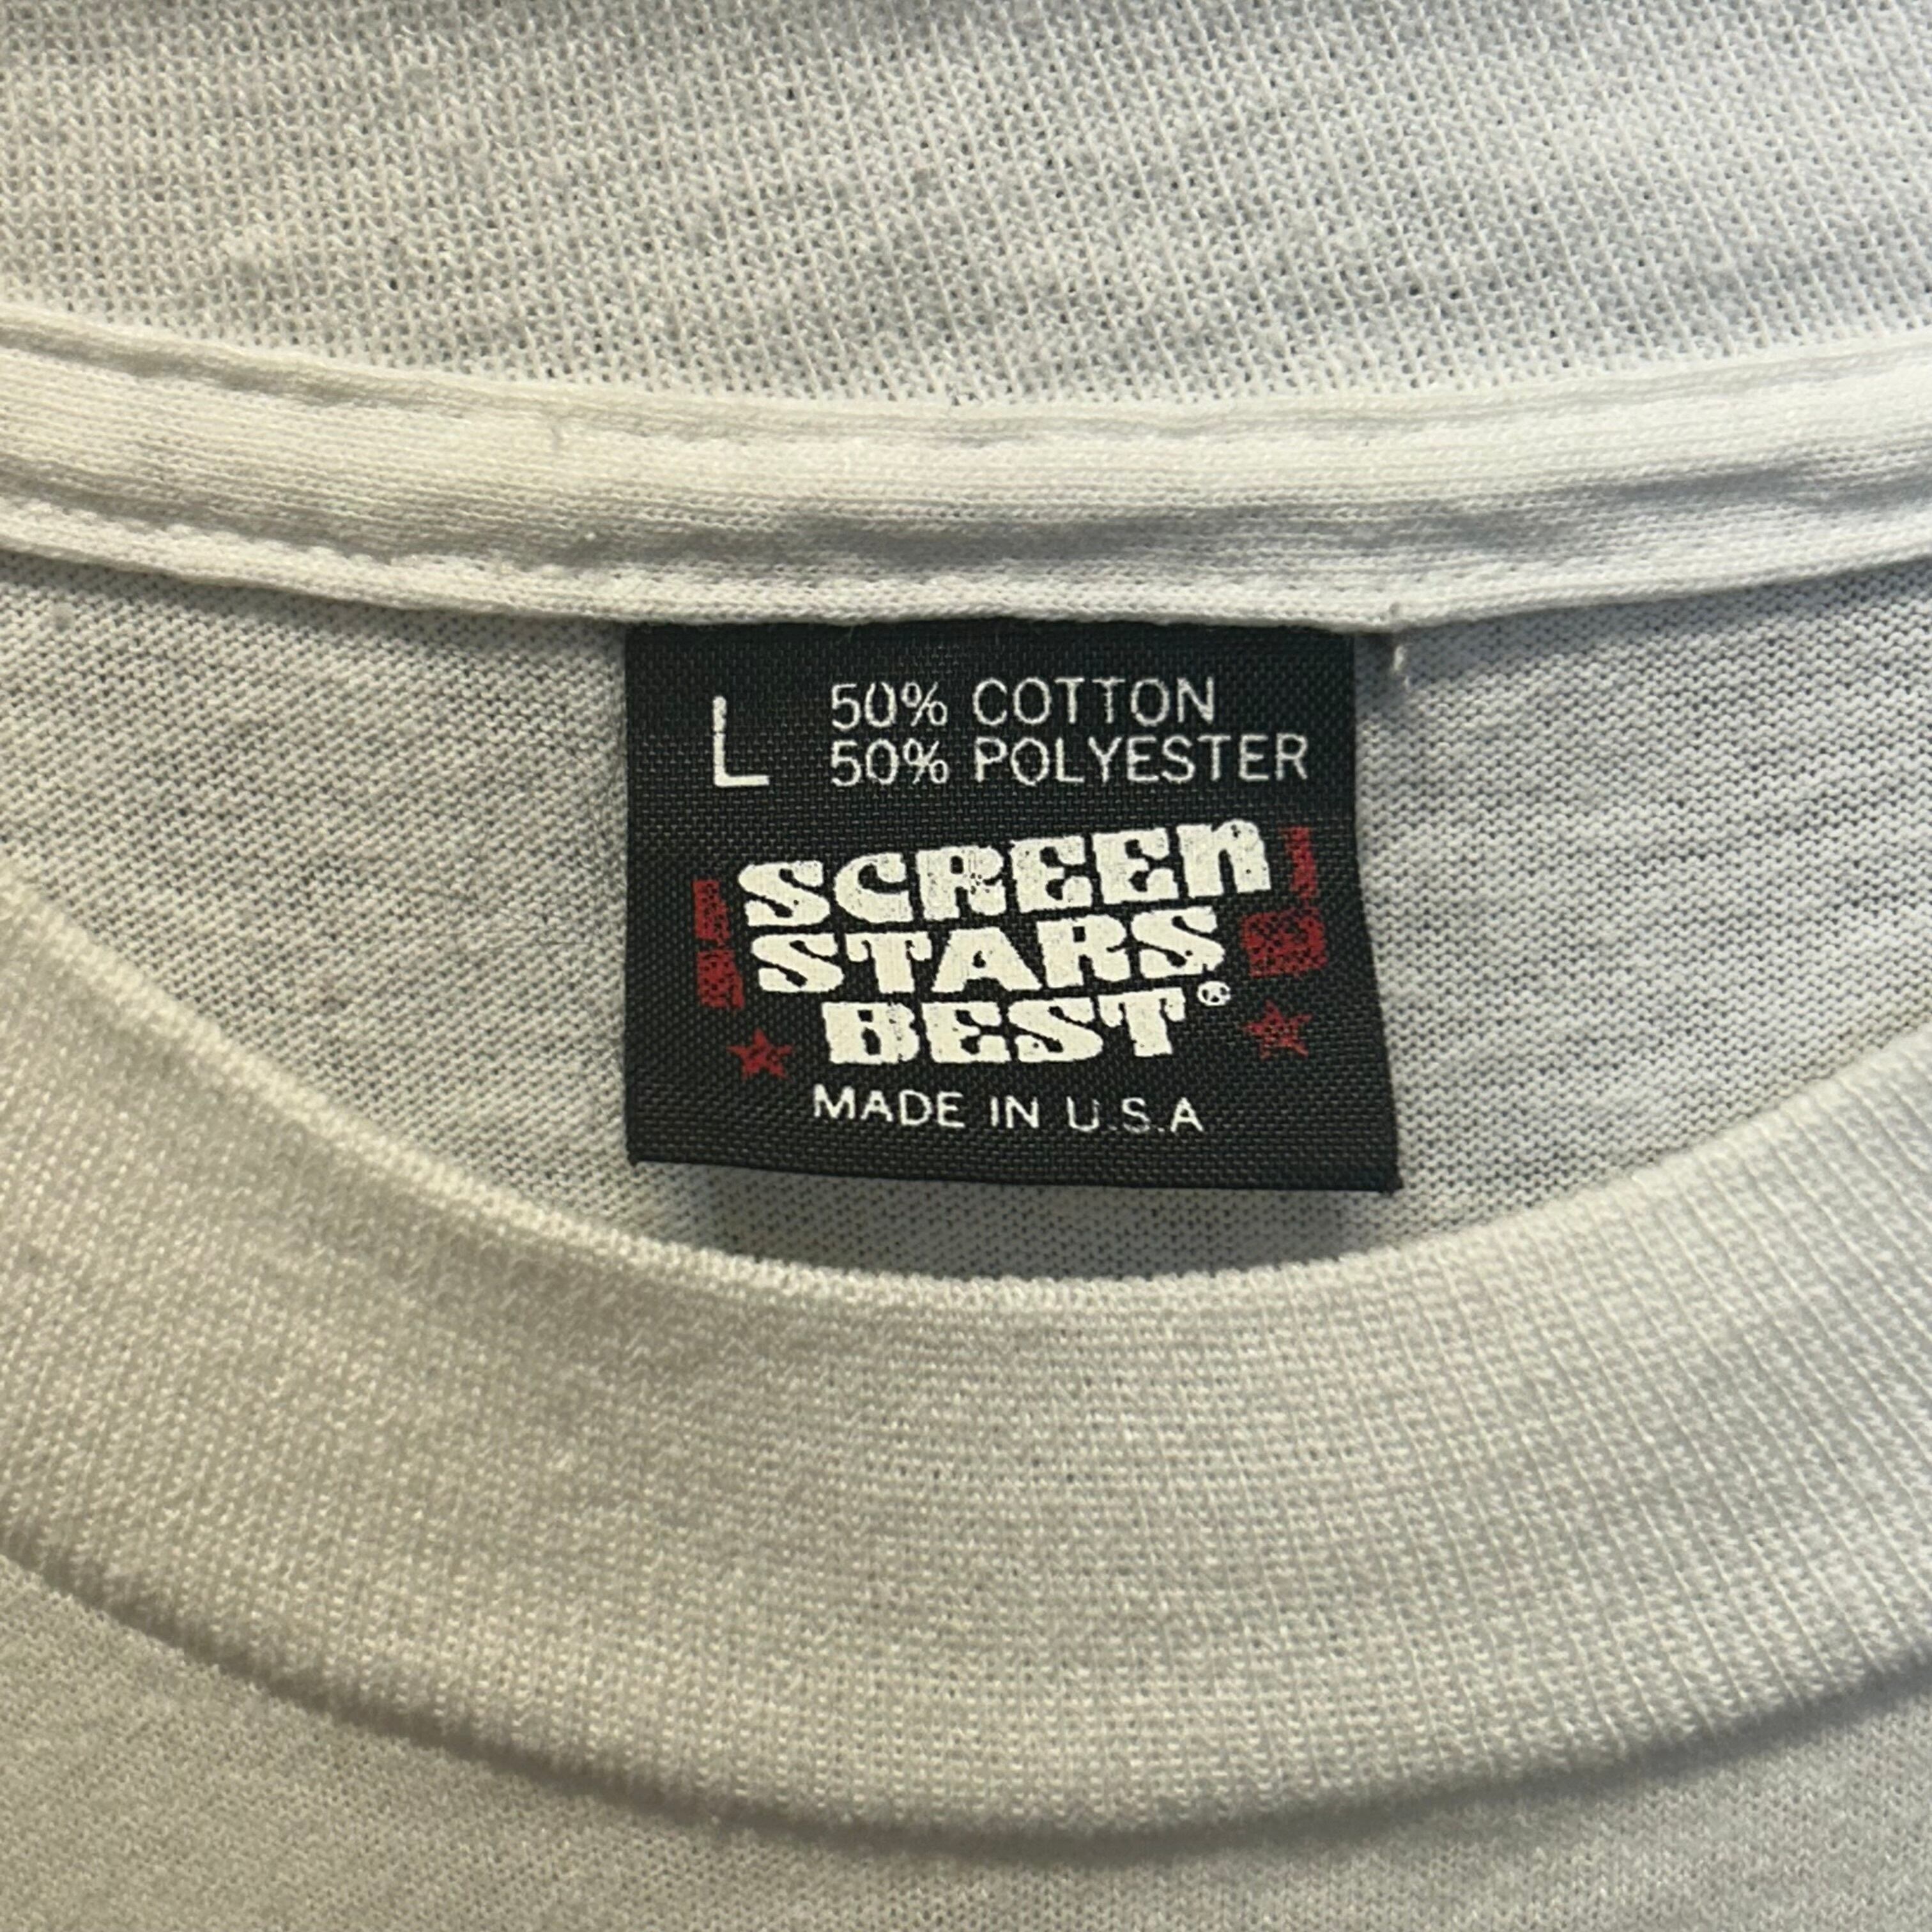 L 50% COTTON
50% POLYESTER
SCREEN
STARS
BEST®
MADE IN U.S.A